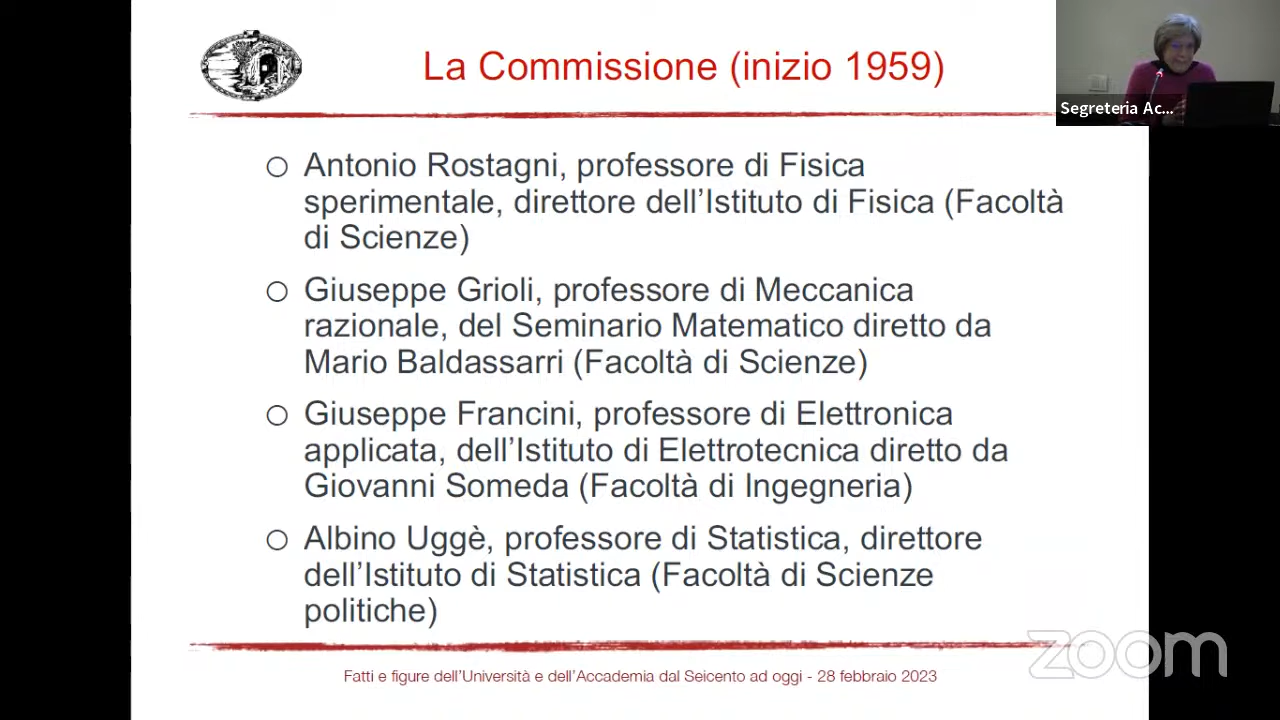 La Commissione (inizio 1959)
Segreteria Ac...
Antonio Rostagni, professore di Fisica
sperimentale, direttore dell’Istituto di Fisica (Facoltà
di Scienze)
Giuseppe Grioli, professore di Meccanica
razionale, del Seminario Matematico diretto da
Mario Baldassarri (Facoltà di Scienze)
Giuseppe Francini, professore di Elettronica
applicata, dell’Istituto di Elettrotecnica diretto da
Giovanni Someda (Facoltà di Ingegneria)
Albino Uggè, professore di Statistica, direttore
dell’Istituto di Statistica (Facoltà di Scienze
politiche)
zoom
Fatti e figure dell’Università e dell’Accademia dal Seicento ad oggi - 28 febbraio 2023